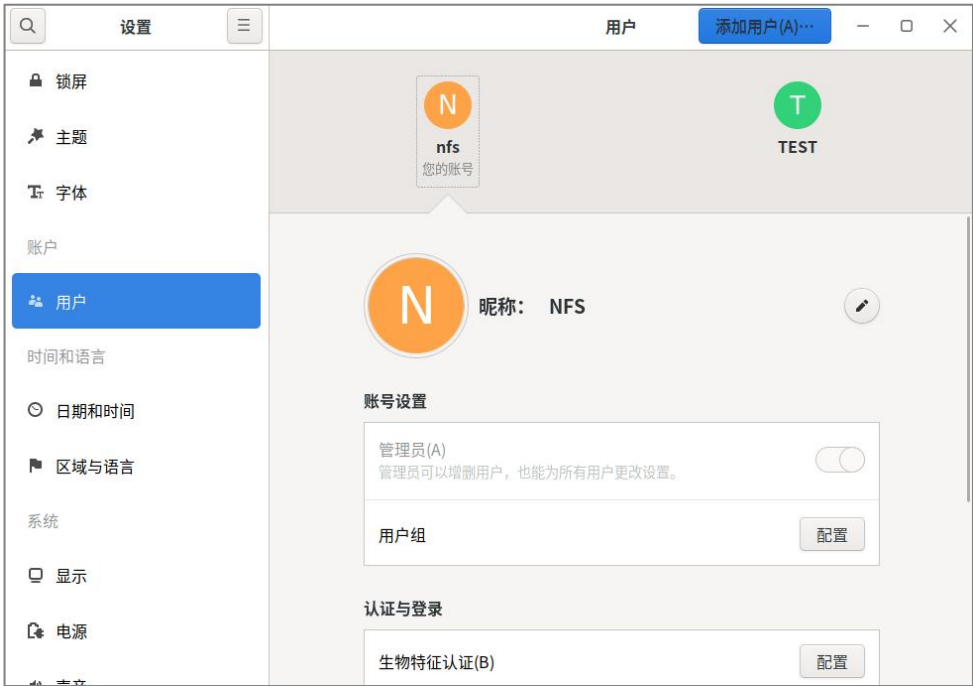 设置
用户
添加用户(A)…
锁屏
主题
字体
账户
用户
时间和语言
日期和时间
区域与语言
系统
显示
电源
声音
N
nfs
您的账号
T
TEST
N
昵称： NFS
账号设置
管理员(A)
管理员可以增删用户，也能为所有用户更改设置。
用户组
配置
认证与登录
生物特征认证(B)
配置